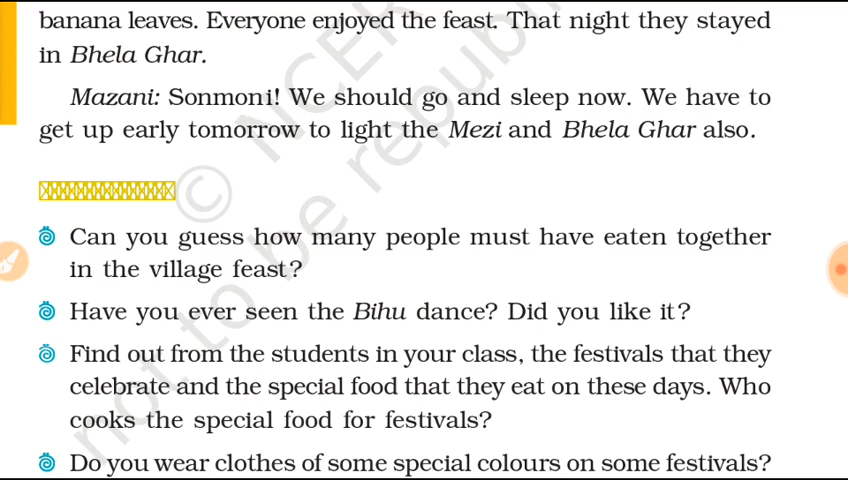 banana leaves. Everyone enjoyed the feast. That night they stayed
in Bhela Ghar.
Mazani: Sonmoni! We should go and sleep now. We have to
get up early tomorrow to light the Mezi and Bhela Ghar also.
Can you guess how many people must have eaten together
in the village feast?
Have you ever seen the Bihu dance? Did you like it?
Find out from the students in your class, the festivals that they
celebrate and the special food that they eat on these days. Who
cooks the special food for festivals?
Do you wear clothes of some special colours on some festivals?
© NCER
not to be republi